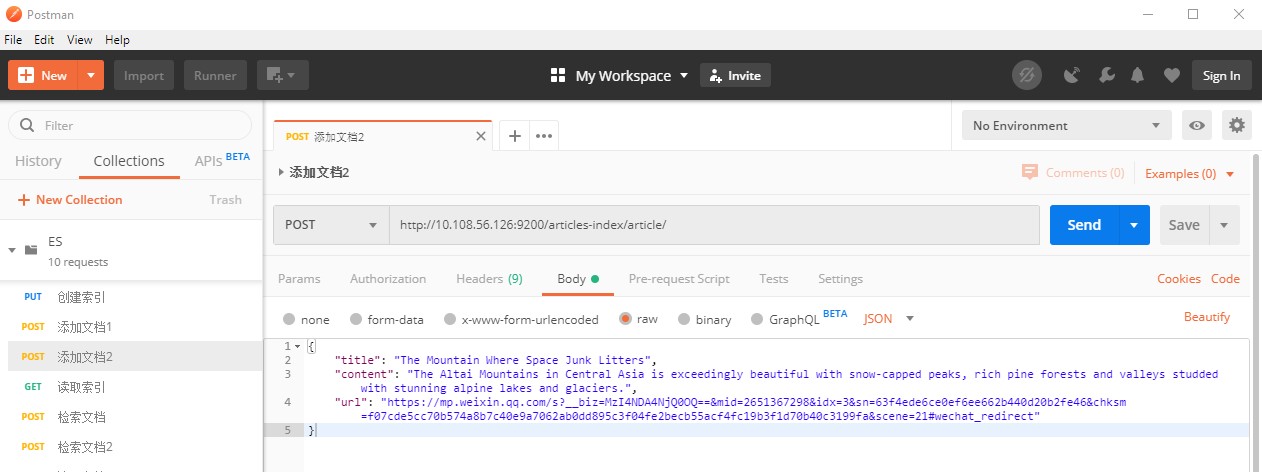 Postman
File Edit View Help
New Import Runner My Workspace Invite Sign In
Filter
History Collections APIs BETA
New Collection Trash
ES
10 requests
PUT 创建索引
POST 添加文档1
POST 添加文档2
GET 读取索引
POST 检索文档
POST 检索文档2
POST 添加文档2
No Environment
添加文档2
Comments (0) Examples (0)
POST http://10.108.56.126:9200/articles-index/article/ Send Save
Params Authorization Headers (9) Body Pre-request Script Tests Settings Cookies Code
none form-data x-www-form-urlencoded raw binary GraphQL BETA JSON Beautify
1 {
2 "title": "The Mountain Where Space Junk Litters",
3 "content": "The Altai Mountains in Central Asia is exceedingly beautiful with snow-capped peaks, rich pine forests and valleys studded
with stunning alpine lakes and glaciers.",
4 "url": "https://mp.weixin.qq.com/s?__biz=MzI4NDA4NjQ0OQ==&mid=2651367298&idx=3&sn=63f4ede6ce0ef6ee662b440d20b2fe46&chksm
=f07cde5cc70b574a8b7c40e9a7062ab0dd895c3f04fe2becb55acf4fc19b3f1d70b40c3199fa&scene=21#wechat_redirect"
5 }